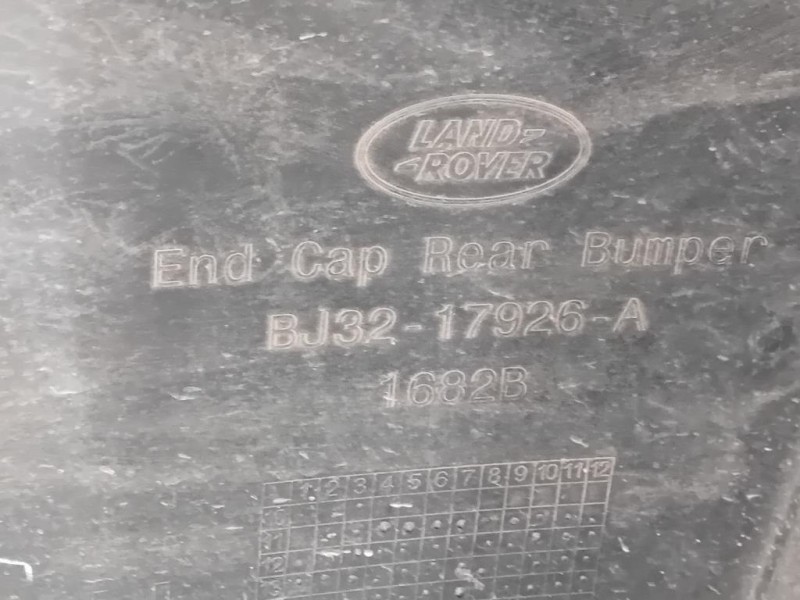 LAND-
ROVER
End Cap Rear Bumper
BJ32-17926-A
1682B
1 2 3 4 5 6 7 8 9 10 11 12